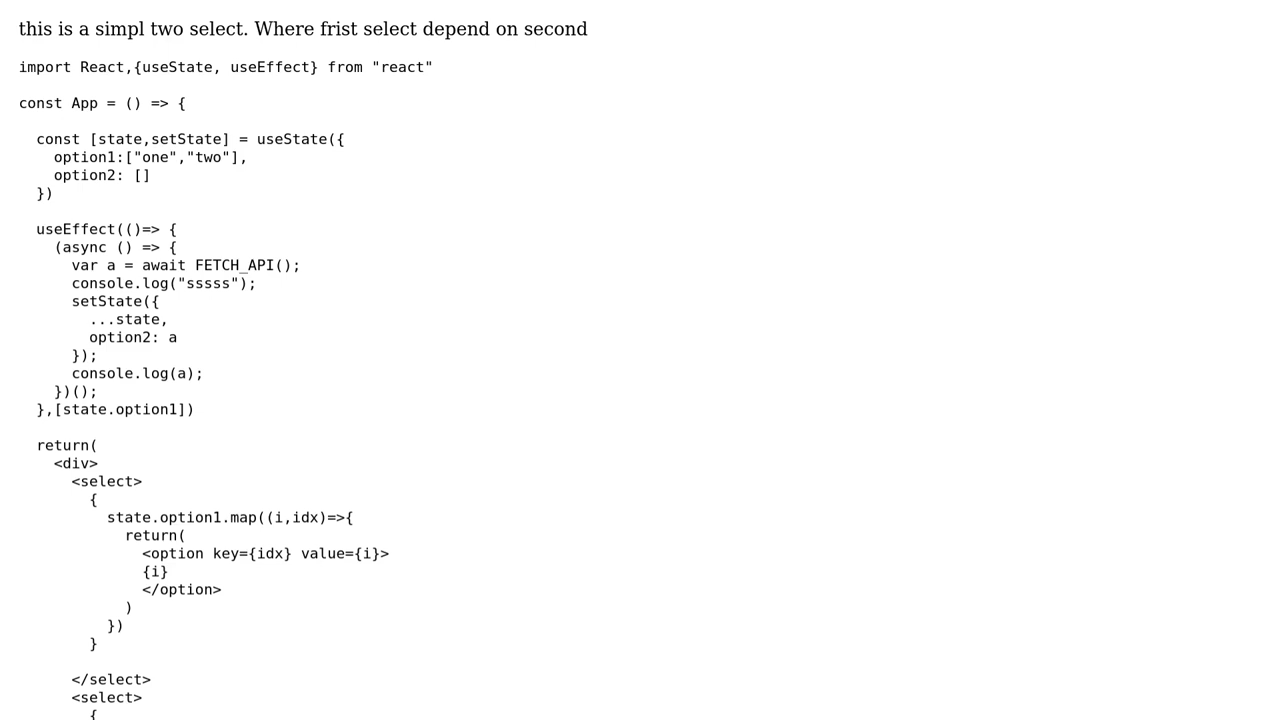 this is a simpl two select. Where frist select depend on second
import React,{useState, useEffect} from "react"
const App = () => {
  const [state,setState] = useState({
    option1:["one","two"],
    option2: []
  })
  useEffect(()=> {
    (async () => {
      var a = await FETCH_API();
      console.log("sssss");
      setState({
        ...state,
        option2: a
      });
      console.log(a);
    })();
  },[state.option1])
  return(
    <div>
      <select>
        {
          state.option1.map((i,idx)=>{
            return(
              <option key={idx} value={i}>
              {i}
              </option>
            )
          })
        }
      </select>
      <select>
        {